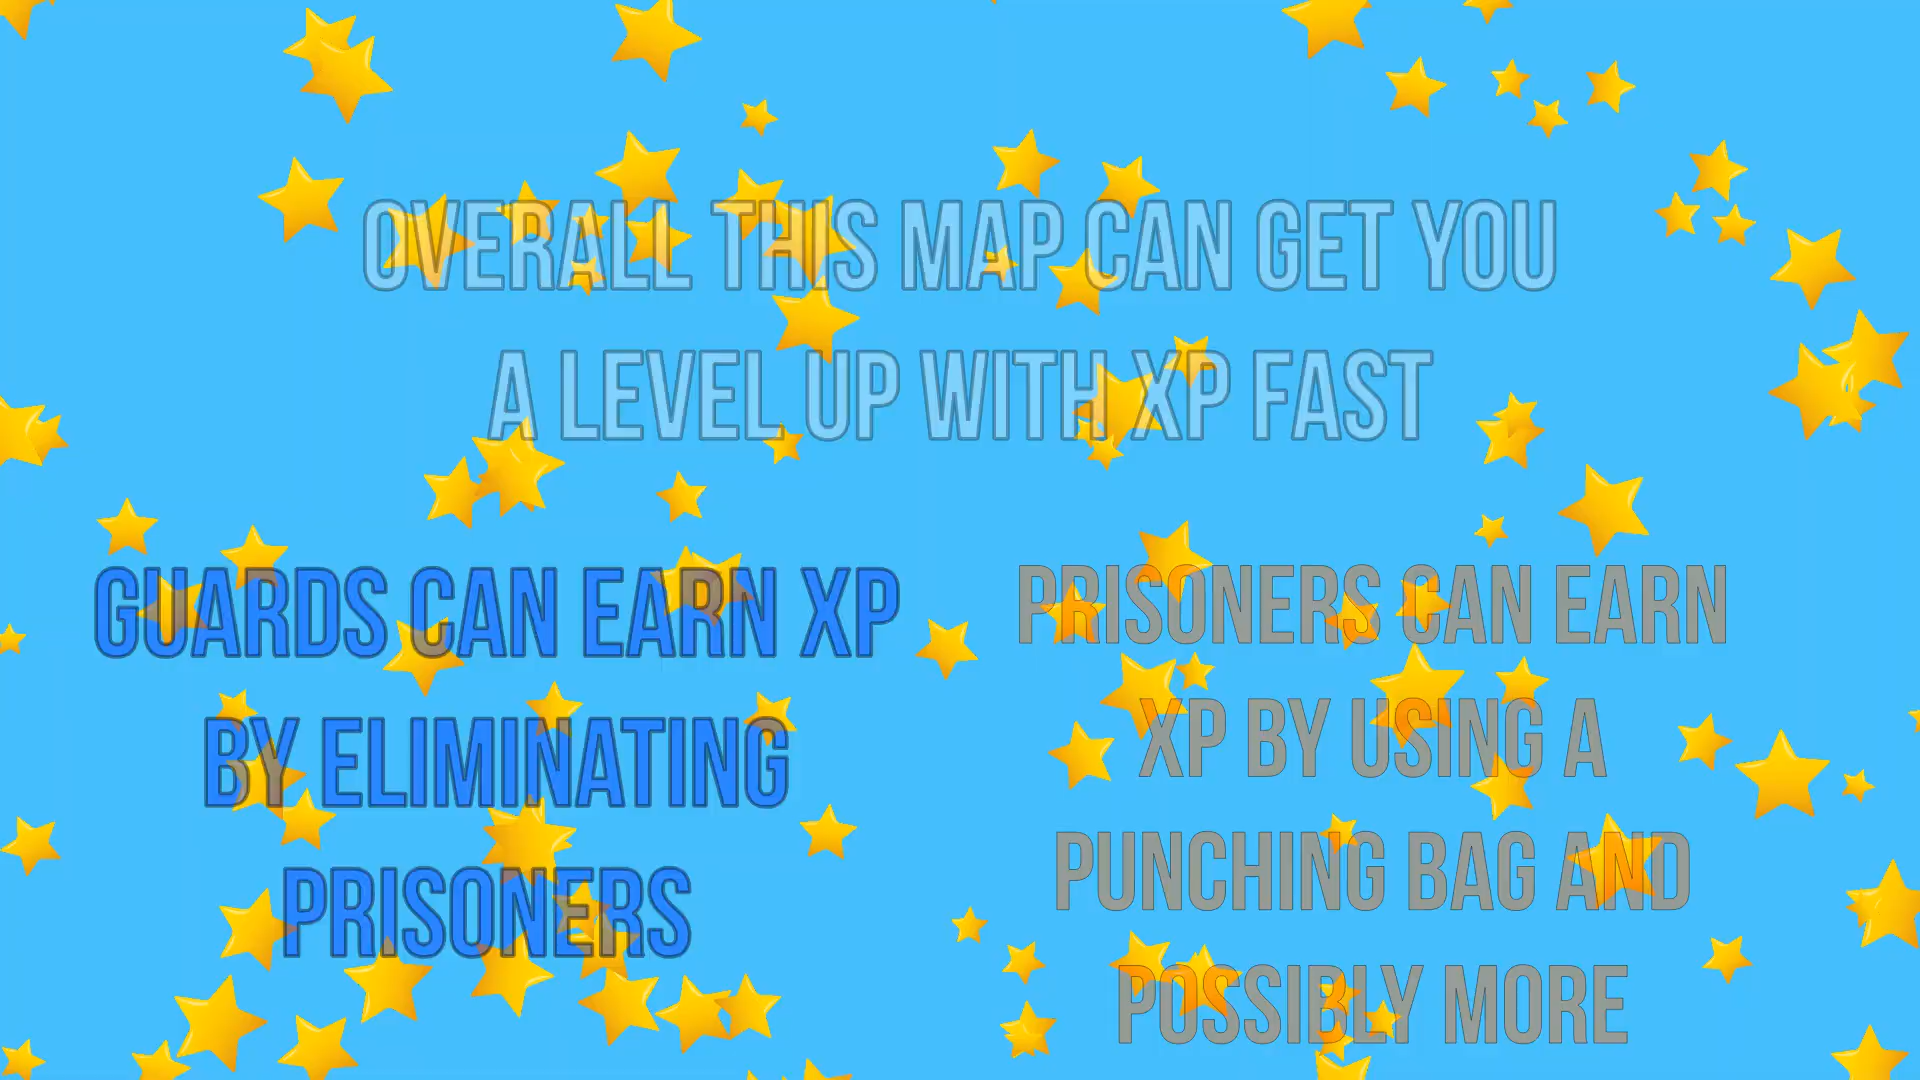 OVERALL THIS MAP CAN GET YOU
A LEVEL UP WITH XP FAST
GUARDS CAN EARN XP
BY ELIMINATING
PRISONERS
PRISONERS CAN EARN
XP BY USING A
PUNCHING BAG AND
POSSIBLY MORE